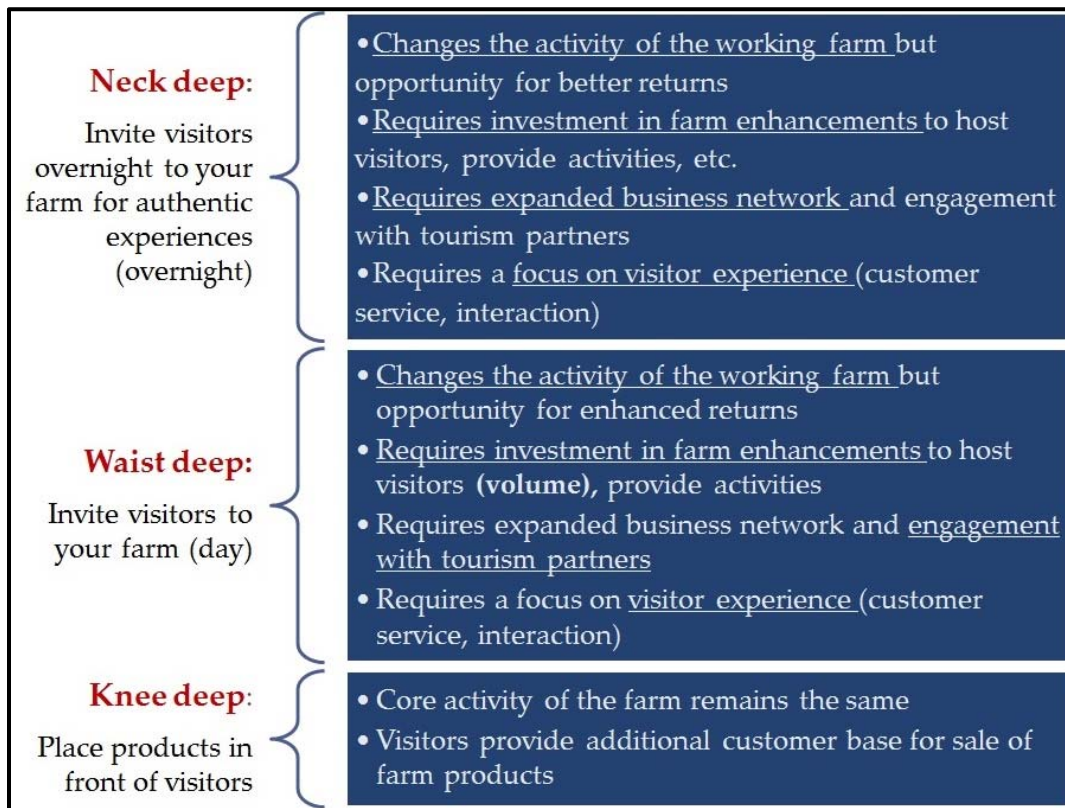 Neck deep:
Invite visitors
overnight to your
farm for authentic
experiences
(overnight)
•Changes the activity of the working farm but
opportunity for better returns
•Requires investment in farm enhancements to host
visitors, provide activities, etc.
•Requires expanded business network and engagement
with tourism partners
•Requires a focus on visitor experience (customer
service, interaction)
Waist deep:
Invite visitors to
your farm (day)
• Changes the activity of the working farm but
opportunity for enhanced returns
• Requires investment in farm enhancements to host
visitors (volume), provide activities
• Requires expanded business network and engagement
with tourism partners
• Requires a focus on visitor experience (customer
service, interaction)
Knee deep:
Place products in
front of visitors
• Core activity of the farm remains the same
• Visitors provide additional customer base for sale of
farm products